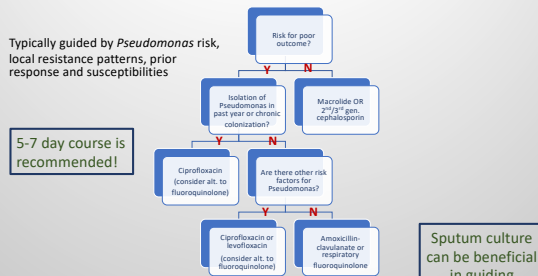 Risk for poor
outcome?
Typically guided by Pseudomonas risk,
local resistance patterns, prior
response and susceptibilities
Y
N
Isolation of
Pseudomonas in
past year or chronic
colonization?
Macrolide OR
2nd/3rd gen.
cephalosporin
5-7 day course is
recommended!
Y
N
Ciprofloxacin
(consider alt. to
fluoroquinolone)
Are there other risk
factors for
Pseudomonas?
Y
N
Ciprofloxacin or
levofloxacin
(consider alt. to
fluoroquinolone)
Amoxicillin-
clavulanate or
respiratory
fluoroquinolone
Sputum culture
can be beneficial
in guiding